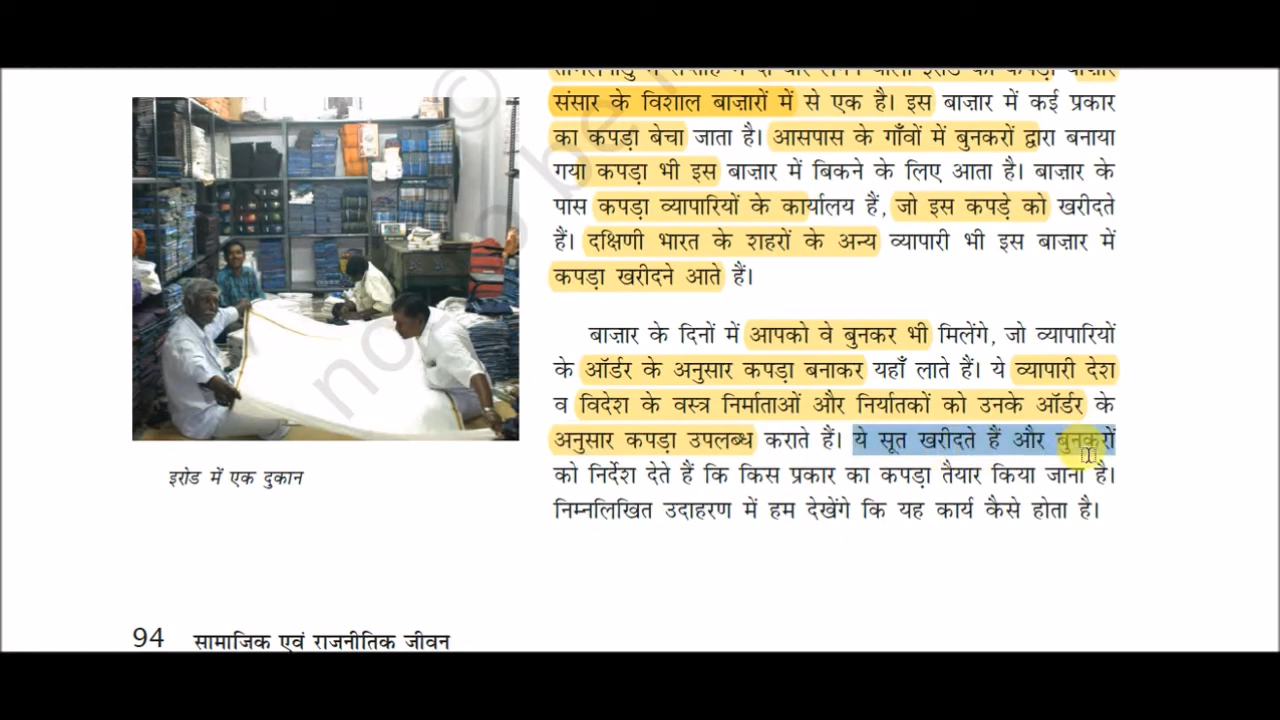 संसार के विशाल बाज़ारों में से एक है। इस बाज़ार में कई प्रकार
का कपड़ा बेचा जाता है। आसपास के गाँवों में बुनकरों द्वारा बनाया
गया कपड़ा भी इस बाज़ार में बिकने के लिए आता है। बाज़ार के
पास कपड़ा व्यापारियों के कार्यालय हैं, जो इस कपड़े को खरीदते
हैं। दक्षिणी भारत के शहरों के अन्य व्यापारी भी इस बाज़ार में
कपड़ा खरीदने आते हैं।
बाज़ार के दिनों में आपको वे बुनकर भी मिलेंगे, जो व्यापारियों
के ऑर्डर के अनुसार कपड़ा बनाकर यहाँ लाते हैं। ये व्यापारी देश
व विदेश के वस्त्र निर्माताओं और निर्यातकों को उनके ऑर्डर के
अनुसार कपड़ा उपलब्ध कराते हैं। ये सूत खरीदते हैं और बुनकरों
को निर्देश देते हैं कि किस प्रकार का कपड़ा तैयार किया जाना है।
निम्नलिखित उदाहरण में हम देखेंगे कि यह कार्य कैसे होता है।
इरोड में एक दुकान
94 सामाजिक एवं राजनीतिक जीवन
© not to be r